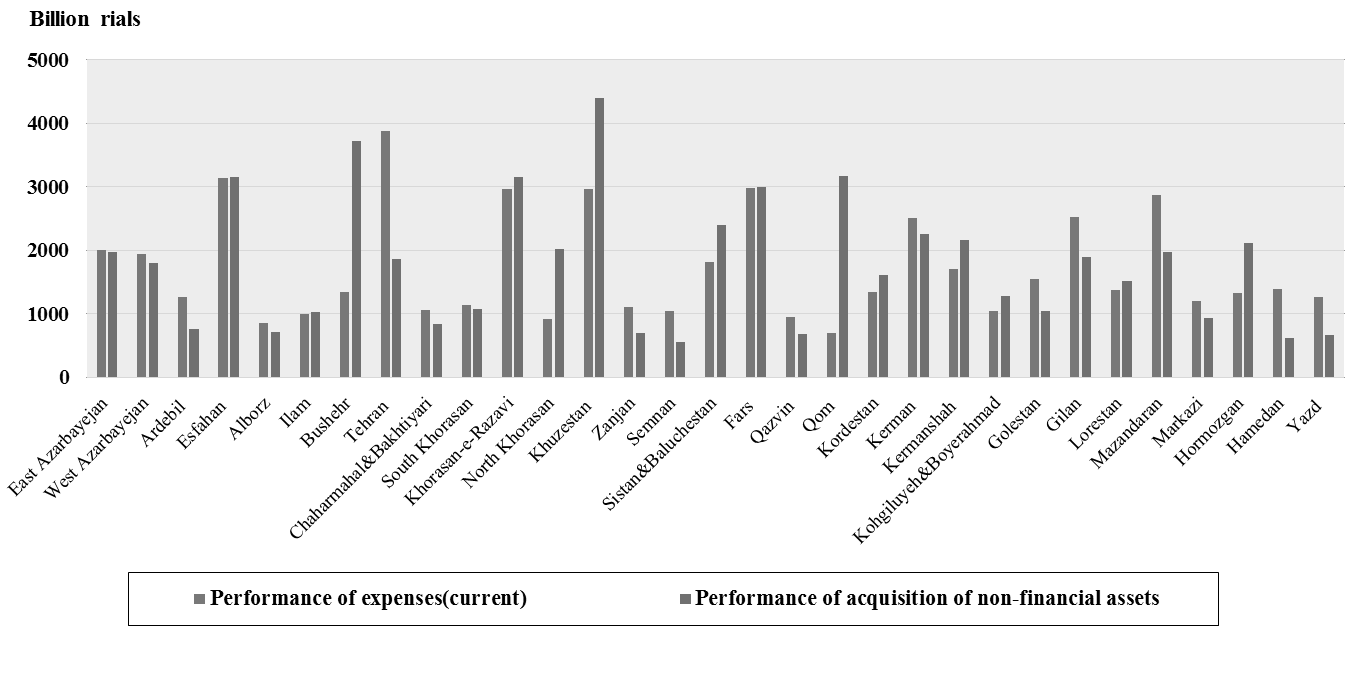 Billion rials
5000
4000
3000
2000
1000
0
East Azarbayejan
West Azarbayejan
Ardebil
Esfahan
Alborz
Ilam
Bushehr
Tehran
Chaharmahal&Bakhtiyari
South Khorasan
Khorasan-e-Razavi
North Khorasan
Khuzestan
Zanjan
Semnan
Sistan&Baluchestan
Fars
Qazvin
Qom
Kordestan
Kerman
Kermanshah
Kohgiluyeh&Boyerahmad
Golestan
Gilan
Lorestan
Mazandaran
Markazi
Hormozgan
Hamedan
Yazd
Performance of expenses(current)
Performance of acquisition of non-financial assets